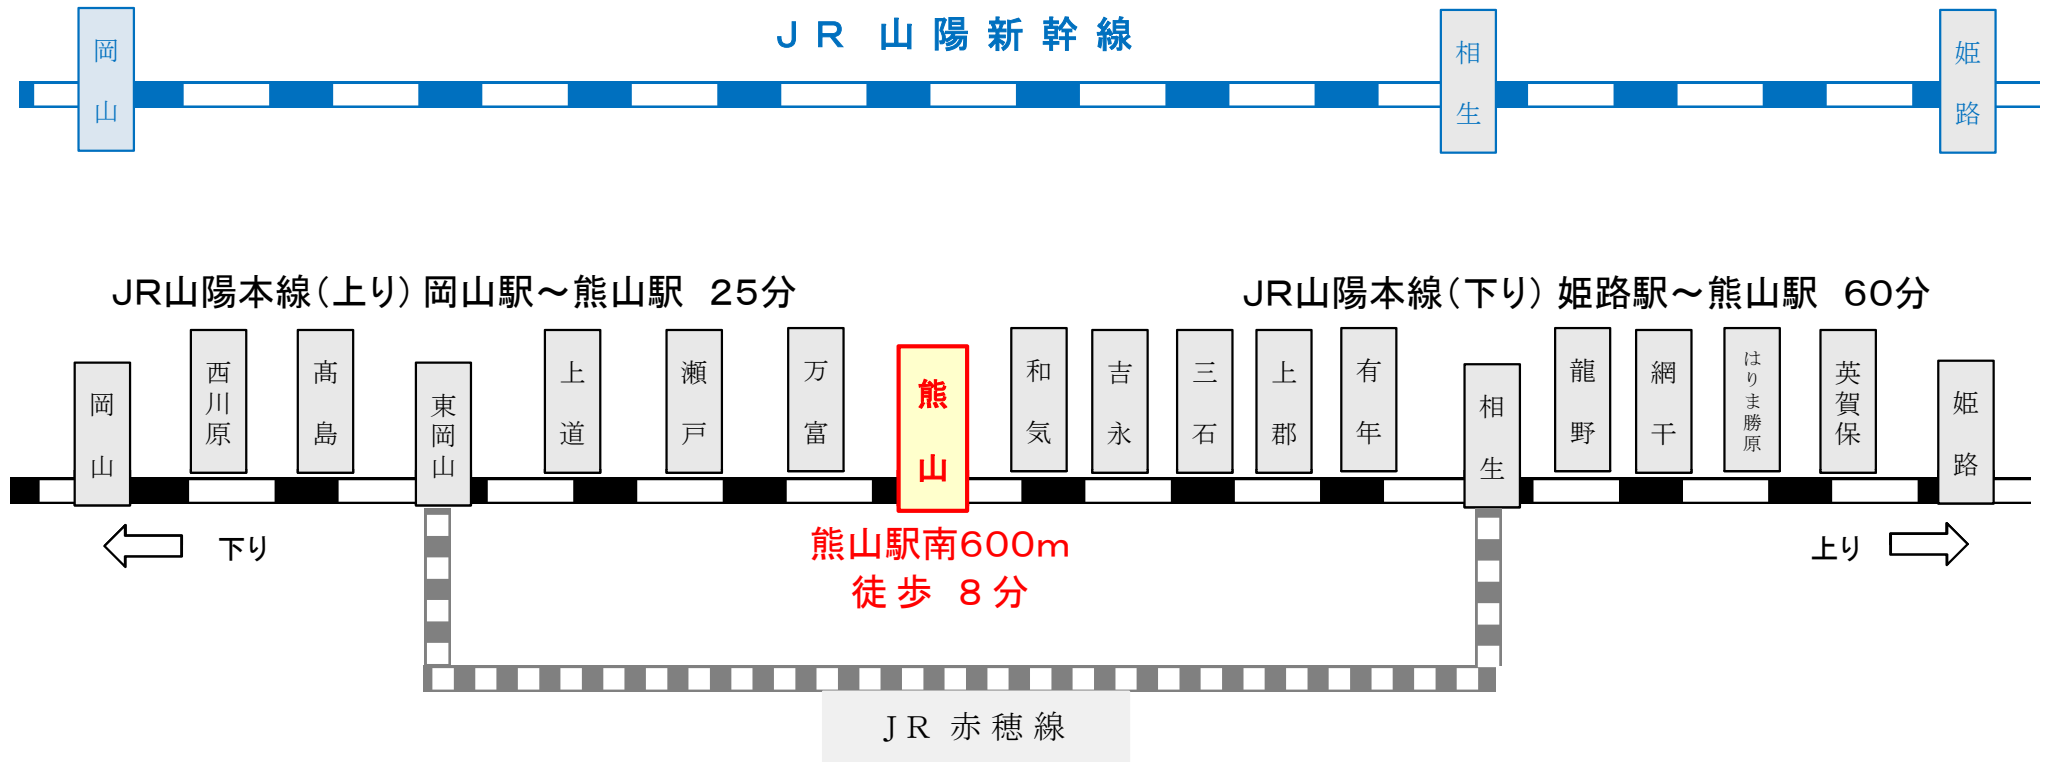 JR 山陽新幹線
岡山
相生
姫路
JR山陽本線(上り) 岡山駅～熊山駅 25分
JR山陽本線(下り) 姫路駅～熊山駅 60分
岡山
西川原
髙島
東岡山
上道
瀬戸
万富
熊山
和気
吉永
三石
上郡
有年
相生
龍野
網干
はりま勝原
英賀保
姫路
下り
熊山駅南600m
徒歩 8分
上り
JR 赤穂線